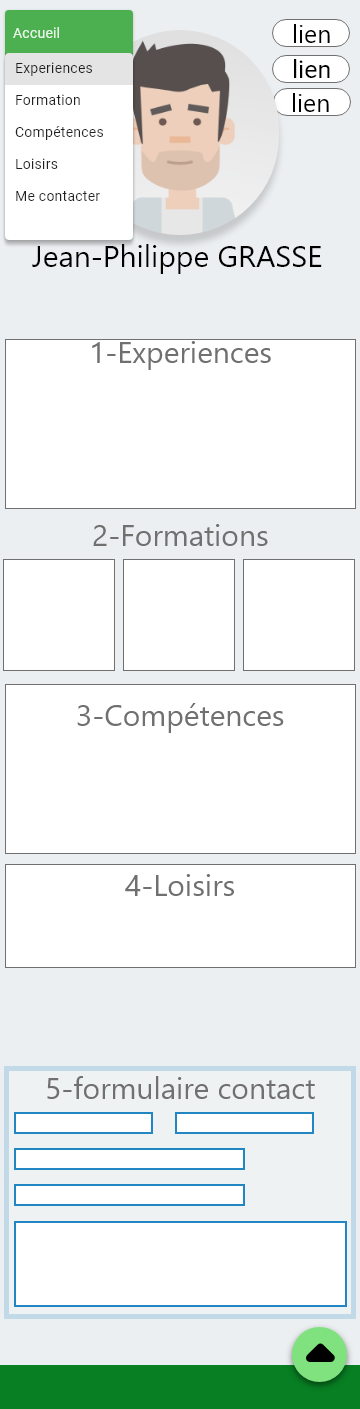 Accueil
Experiences
Formation
Compétences
Loisirs
Me contacter
lien
lien
lien
Jean-Philippe GRASSE
1-Experiences
2-Formations
3-Compétences
4-Loisirs
5-formulaire contact